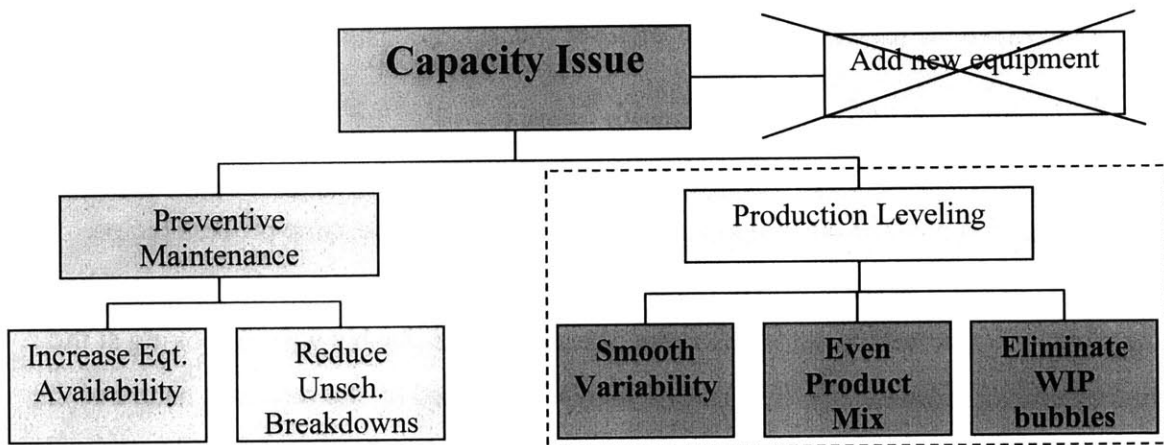 Capacity Issue
Add new equipment
Preventive
Maintenance
Production Leveling
Increase Eqt.
Availability
Reduce
Unsch.
Breakdowns
Smooth
Variability
Even
Product
Mix
Eliminate
WIP
bubbles